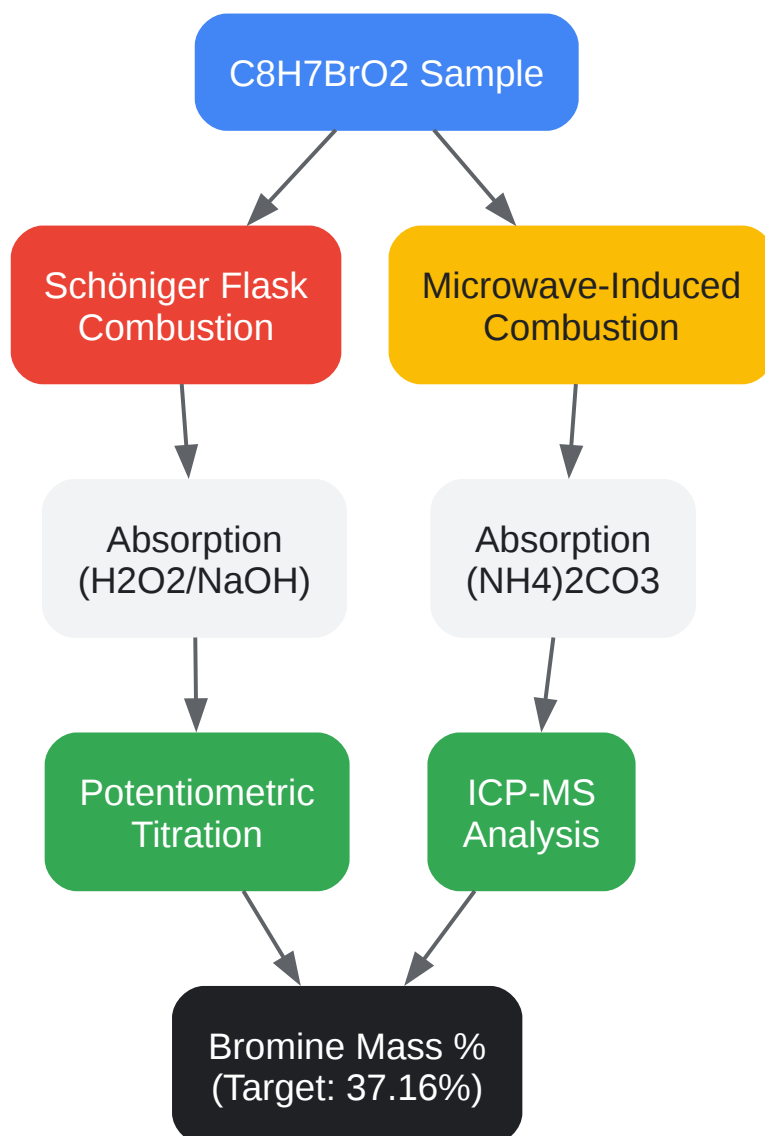 C8H7BrO2 Sample
Schöniger Flask
Combustion
Microwave-Induced
Combustion
Absorption
(H2O2/NaOH)
Absorption
(NH4)2CO3
Potentiometric
Titration
ICP-MS
Analysis
Bromine Mass %
(Target: 37.16%)